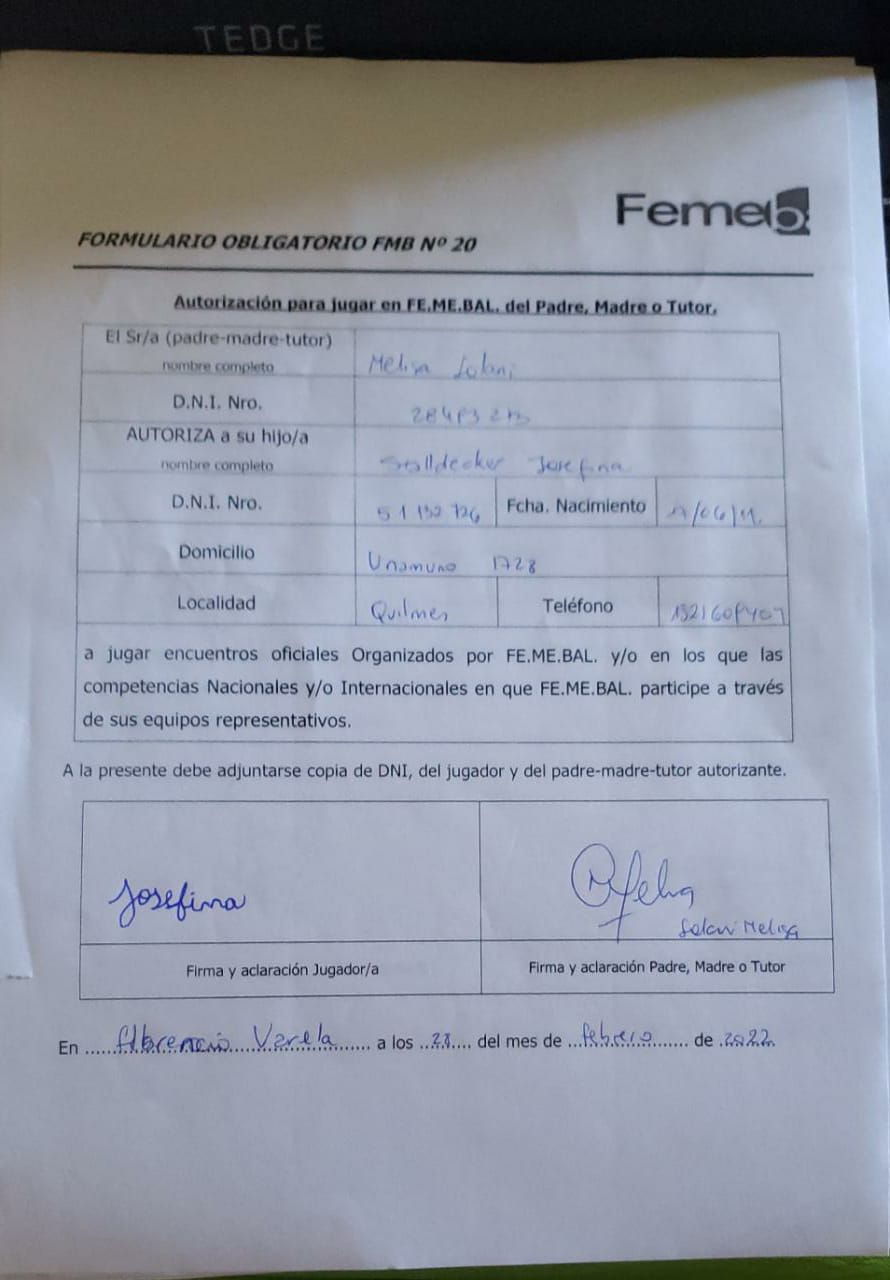 TEDGE
Femeb
FORMULARIO OBLIGATORIO FMB Nº 20
Autorización para jugar en FE.ME.BAL. del Padre, Madre o Tutor.
El Sr/a (padre-madre-tutor)
nombre completo
Melisa Solani
D.N.I. Nro.
AUTORIZA a su hijo/a
nombre completo
Josefina
D.N.I. Nro.
Fcha. Nacimiento
Domicilio
Unamuno 1728
Localidad
Quilmes
Teléfono
a jugar encuentros oficiales Organizados por FE.ME.BAL. y/o en los que las
competencias Nacionales y/o Internacionales en que FE.ME.BAL. participe a través
de sus equipos representativos.
A la presente debe adjuntarse copia de DNI, del jugador y del padre-madre-tutor autorizante.
Josefina
Melisa
Firma y aclaración Jugador/a
Firma y aclaración Padre, Madre o Tutor
En ...... Varela ...... a los ..28.... del mes de ...febrero....... de .2022